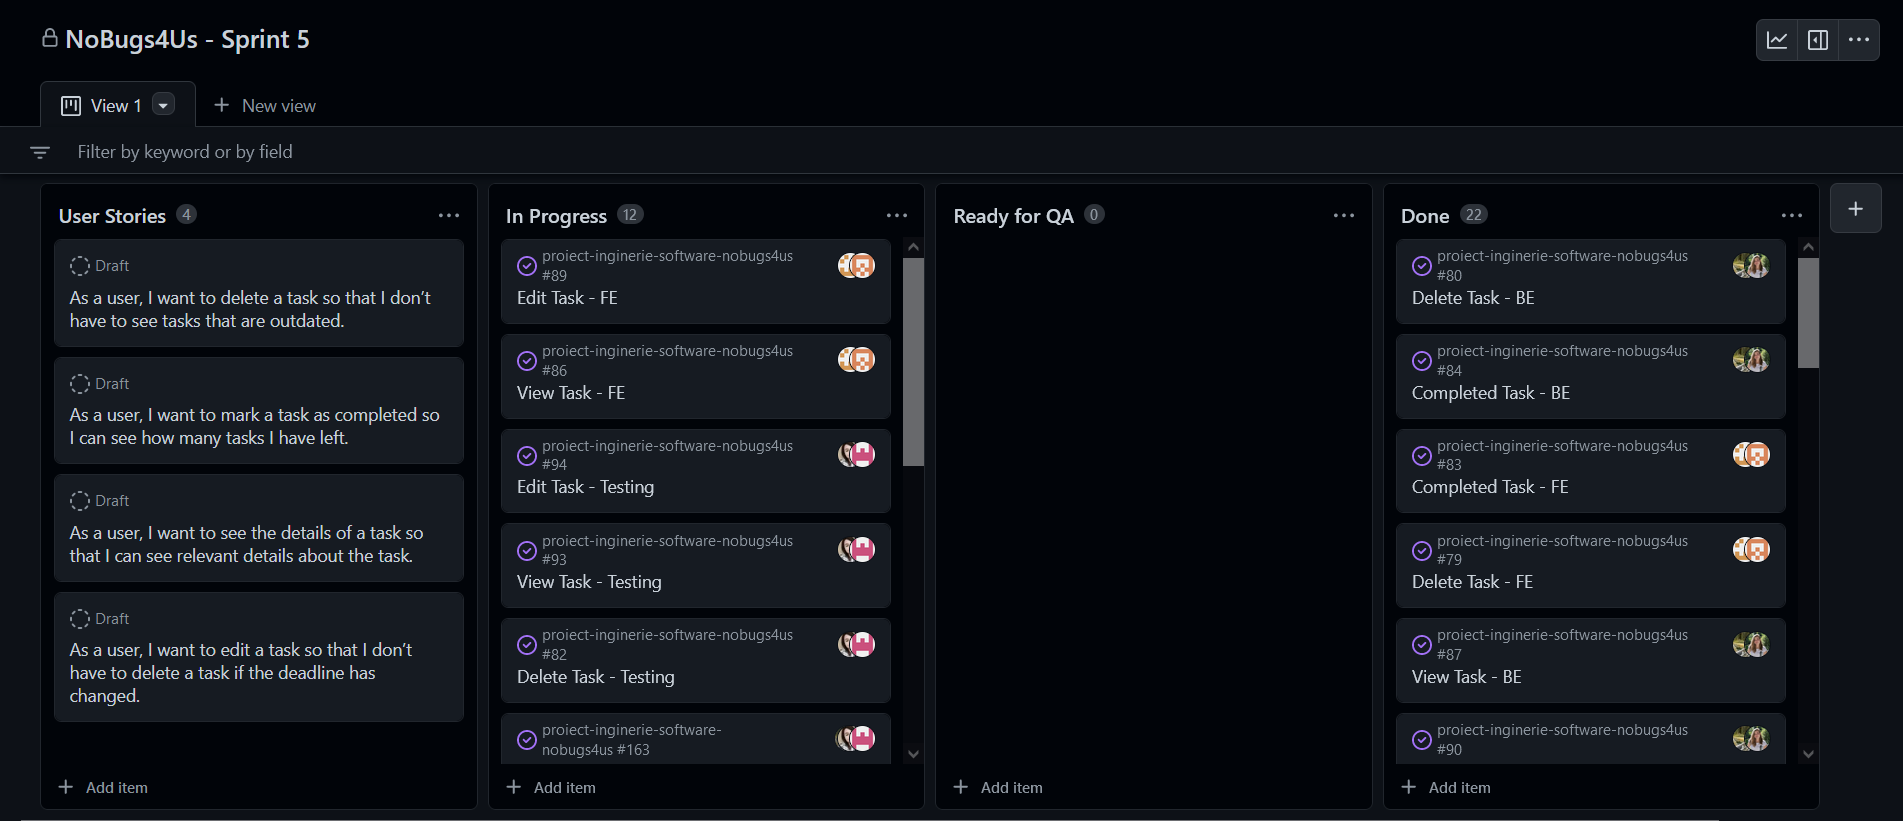 NoBugs4Us - Sprint 5
View 1
New view
Filter by keyword or by field
User Stories 4
Draft
As a user, I want to delete a task so that I don’t
have to see tasks that are outdated.
Draft
As a user, I want to mark a task as completed so
I can see how many tasks I have left.
Draft
As a user, I want to see the details of a task so
that I can see relevant details about the task.
Draft
As a user, I want to edit a task so that I don’t
have to delete a task if the deadline has
changed.
Add item
In Progress 12
proiect-inginerie-software-nobugs4us
#89
Edit Task - FE
proiect-inginerie-software-nobugs4us
#86
View Task - FE
proiect-inginerie-software-nobugs4us
#94
Edit Task - Testing
proiect-inginerie-software-nobugs4us
#93
View Task - Testing
proiect-inginerie-software-nobugs4us
#82
Delete Task - Testing
proiect-inginerie-software-
nobugs4us #163
Add item
Ready for QA 0
Add item
Done 22
proiect-inginerie-software-nobugs4us
#80
Delete Task - BE
proiect-inginerie-software-nobugs4us
#84
Completed Task - BE
proiect-inginerie-software-nobugs4us
#83
Completed Task - FE
proiect-inginerie-software-nobugs4us
#79
Delete Task - FE
proiect-inginerie-software-nobugs4us
#87
View Task - BE
proiect-inginerie-software-nobugs4us
#90
Add item